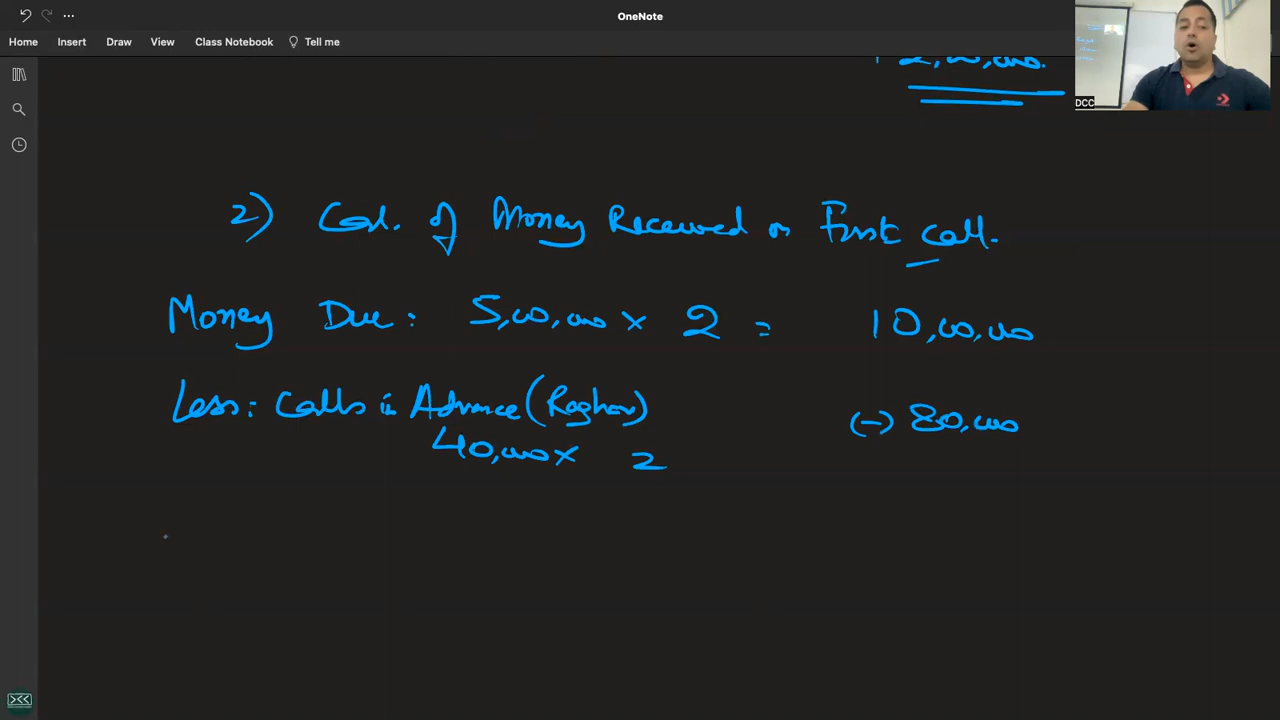 OneNote
Home Insert Draw View Class Notebook Tell me
DCC
2) Cal. of Money Received on First Call.
Money Due: 5,00,000 x 2 = 10,00,000
Less: Calls in Advance (Raghav) (-) 80,000
40,000 x 2